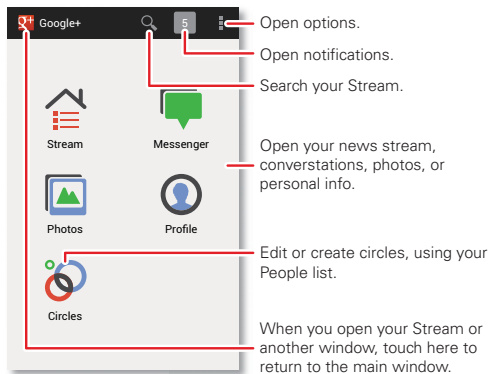 g+ Google+ 5
Open options.
Open notifications.
Search your Stream.
Stream Messenger
Open your news stream,
converstations, photos, or
personal info.
Photos Profile
Edit or create circles, using your
People list.
Circles
When you open your Stream or
another window, touch here to
return to the main window.